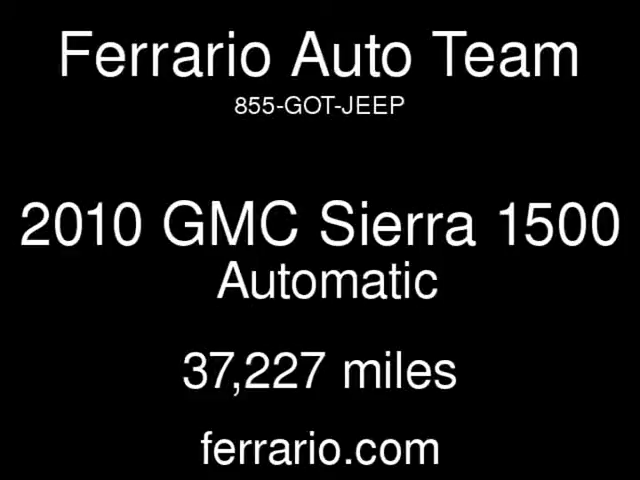 Ferrario Auto Team
855-GOT-JEEP
2010 GMC Sierra 1500
Automatic
37,227 miles
ferrario.com